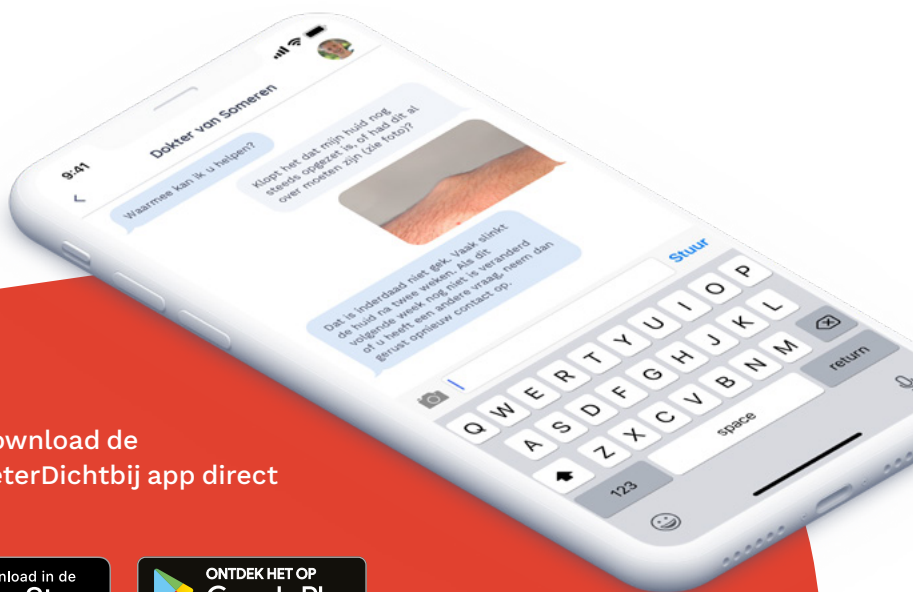 9:41
Dokter van Someren
Waarmee kan ik u helpen?
Klopt het dat mijn huid nog
steeds opgezet is, of had dit al
over moeten zijn (zie foto)?
Dat is inderdaad niet gek. Vaak slinkt
de huid na twee weken. Als dit
volgende week nog niet is veranderd
of u heeft een andere vraag, neem dan
gerust opnieuw contact op.
Stuur
Q W E R T Y U I O P
A S D F G H J K L
Z X C V B N M
123 space return
ownload de
eterDichtbij app direct
nload in de
ONTDEK HET OP